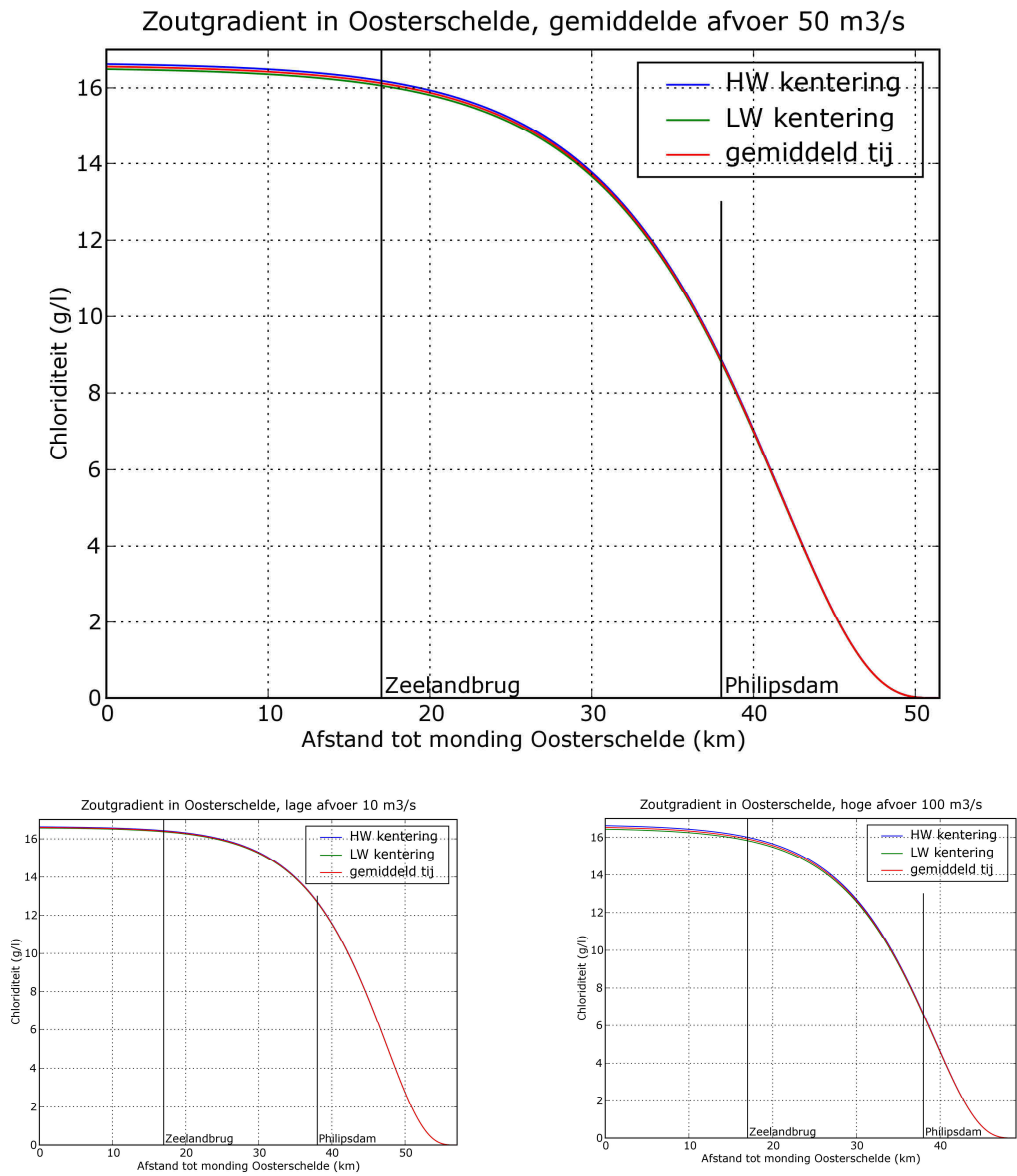 Zoutgradient in Oosterschelde, gemiddelde afvoer 50 m3/s
HW kentering
LW kentering
gemiddeld tij
Chloriditeit (g/l)
16
14
12
10
8
6
4
2
0
Zeelandbrug
Philipsdam
0 10 20 30 40 50
Afstand tot monding Oosterschelde (km)
Zoutgradient in Oosterschelde, lage afvoer 10 m3/s
HW kentering
LW kentering
gemiddeld tij
Chloriditeit (g/l)
16
14
12
10
8
6
4
2
0
Zeelandbrug
Philipsdam
0 10 20 30 40 50
Afstand tot monding Oosterschelde (km)
Zoutgradient in Oosterschelde, hoge afvoer 100 m3/s
HW kentering
LW kentering
gemiddeld tij
Chloriditeit (g/l)
16
14
12
10
8
6
4
2
0
Zeelandbrug
Philipsdam
0 10 20 30 40
Afstand tot monding Oosterschelde (km)